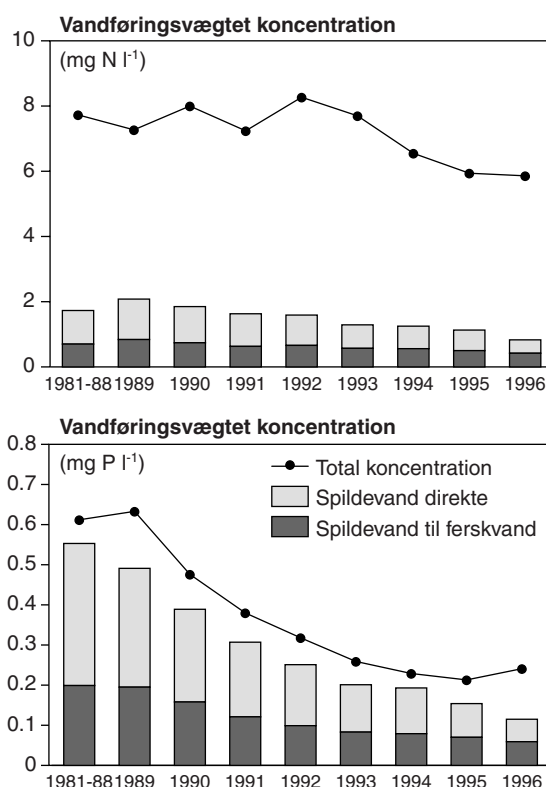 Vandføringsvægtet koncentration
(mg N l⁻¹)
10
8
6
4
2
0
1981-88 1989 1990 1991 1992 1993 1994 1995 1996
Vandføringsvægtet koncentration
(mg P l⁻¹)
0.8
0.7
0.6
0.5
0.4
0.3
0.2
0.1
0
Total koncentration
Spildevand direkte
Spildevand til ferskvand
1981-88 1989 1990 1991 1992 1993 1994 1995 1996